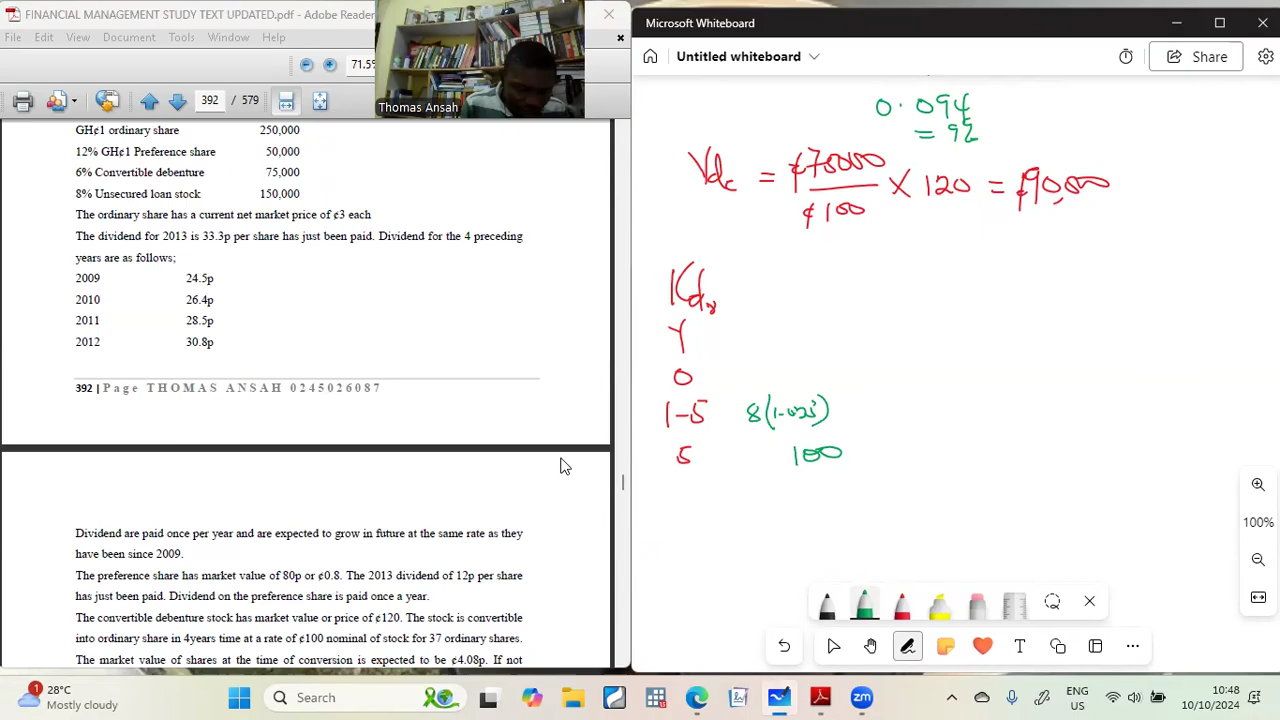 FINANCIAL MANAGEMENT STUDY TEXT UPDATED.pdf - Adobe Reader
File Edit View Document Tools Window Help
392 / 579
71.5%
Thomas Ansah
GH¢1 ordinary share 250,000
12% GH¢1 Preference share 50,000
6% Convertible debenture 75,000
8% Unsecured loan stock 150,000
The ordinary share has a current net market price of ¢3 each
The dividend for 2013 is 33.3p per share has just been paid. Dividend for the 4 preceding
years are as follows;
2009 24.5p
2010 26.4p
2011 28.5p
2012 30.8p
392 | Page THOMAS ANSAH 0245026087
Dividend are paid once per year and are expected to grow in future at the same rate as they
have been since 2009.
The preference share has market value of 80p or ¢0.8. The 2013 dividend of 12p per share
has just been paid. Dividend on the preference share is paid once a year.
The convertible debenture stock has market value or price of ¢120. The stock is convertible
into ordinary share in 4years time at a rate of ¢100 nominal of stock for 37 ordinary shares.
The market value of shares at the time of conversion is expected to be ¢4.08p. If not
Microsoft Whiteboard
Untitled whiteboard
Share
0.094
= 92
Vdc = / ¢100 × 120 = ¢90,000
Kd
Y
0
1-5 8(1-0.25)
5 100
100%
1
28°C
Mostly cloudy
Search
ENG
US
10:48
10/10/2024